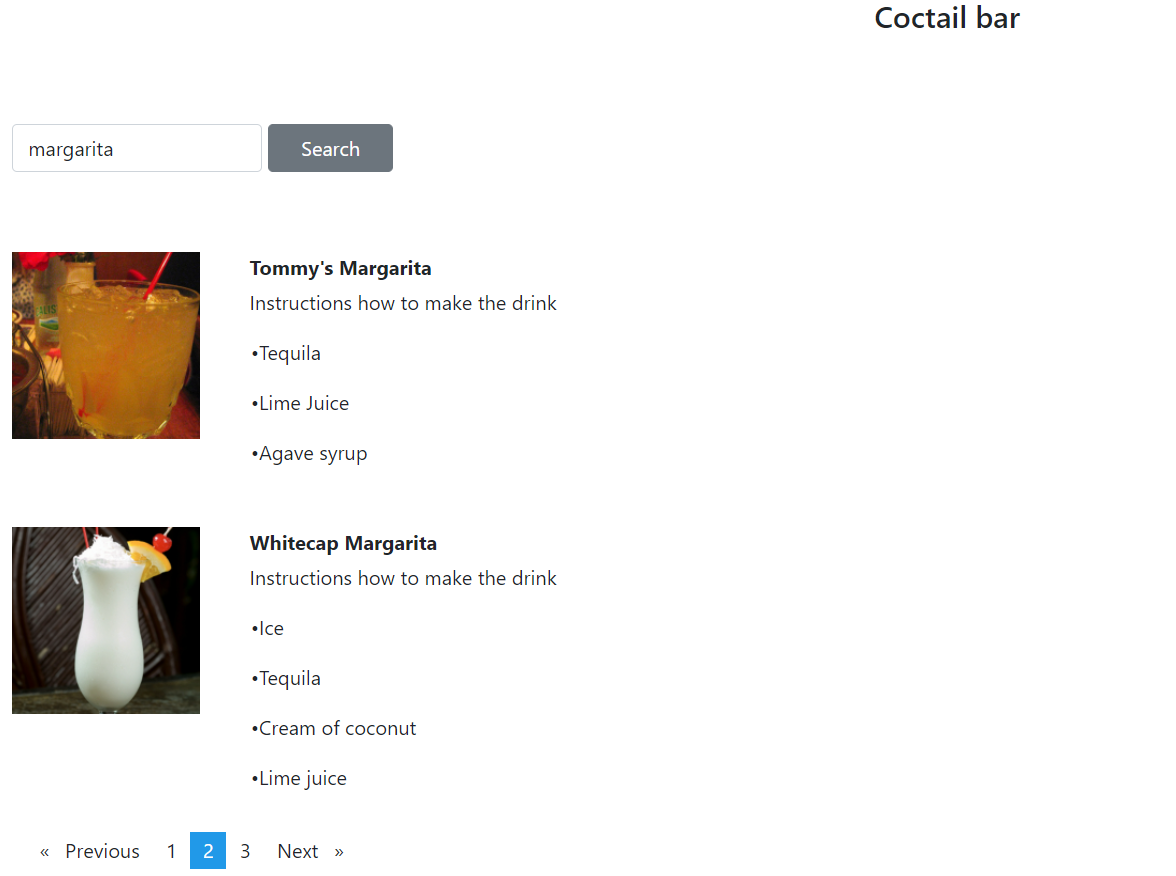 Coctail bar
margarita Search
Tommy's Margarita
Instructions how to make the drink
•Tequila
•Lime Juice
•Agave syrup
Whitecap Margarita
Instructions how to make the drink
•Ice
•Tequila
•Cream of coconut
•Lime juice
« Previous 1 2 3 Next »